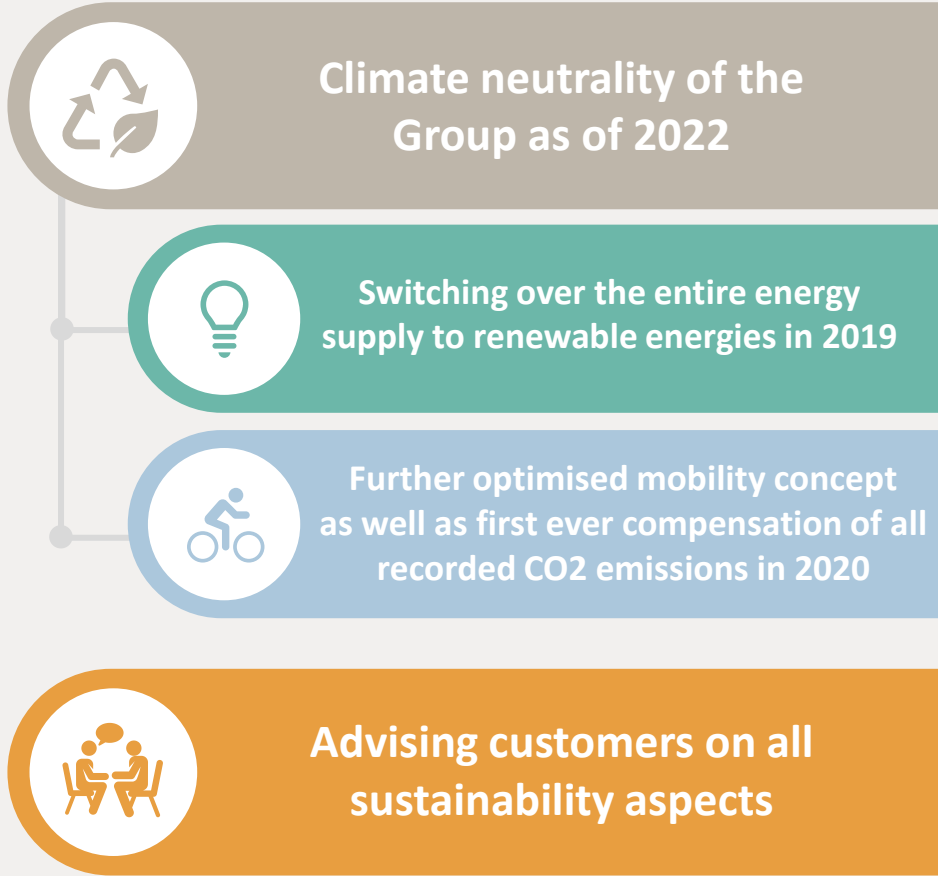 Climate neutrality of the
Group as of 2022
Switching over the entire energy
supply to renewable energies in 2019
Further optimised mobility concept
as well as first ever compensation of all
recorded CO2 emissions in 2020
Advising customers on all
sustainability aspects